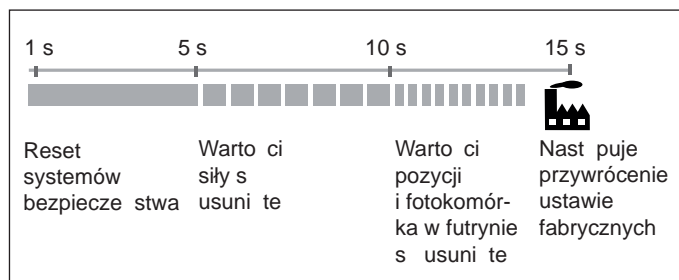 1 s 5 s 10 s 15 s
Reset
systemów
bezpiecze stwa
Warto ci
siły s
usuni te
Warto ci
pozycji
i fotokomór-
ka w futrynie
s usuni te
Nast puje
przywrócenie
ustawie
fabrycznych